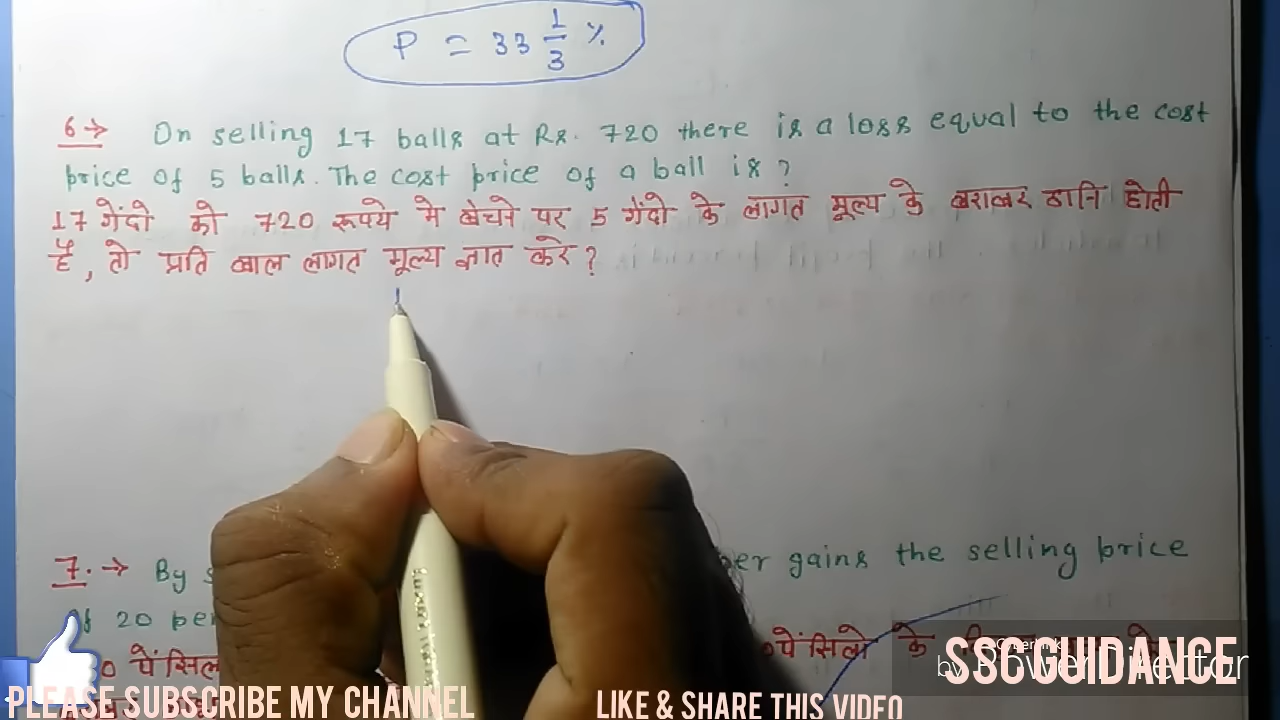 P = 33 1/3 %
6→ On selling 17 balls at Rs. 720 there is a loss equal to the cost
price of 5 balls. The cost price of a ball is ?
17 गेंदो को 720 रूपये मे बेचने पर 5 गेंदो के लागत मूल्य के बराबर हानि होती
है, तो प्रति बाल लागत मूल्य ज्ञात करे ?
7.→ By gains the selling price
of 20
पेंसिलो के
SSC GUIDANCE
by PowerDirector
PLEASE SUBSCRIBE MY CHANNEL
LIKE & SHARE THIS VIDEO